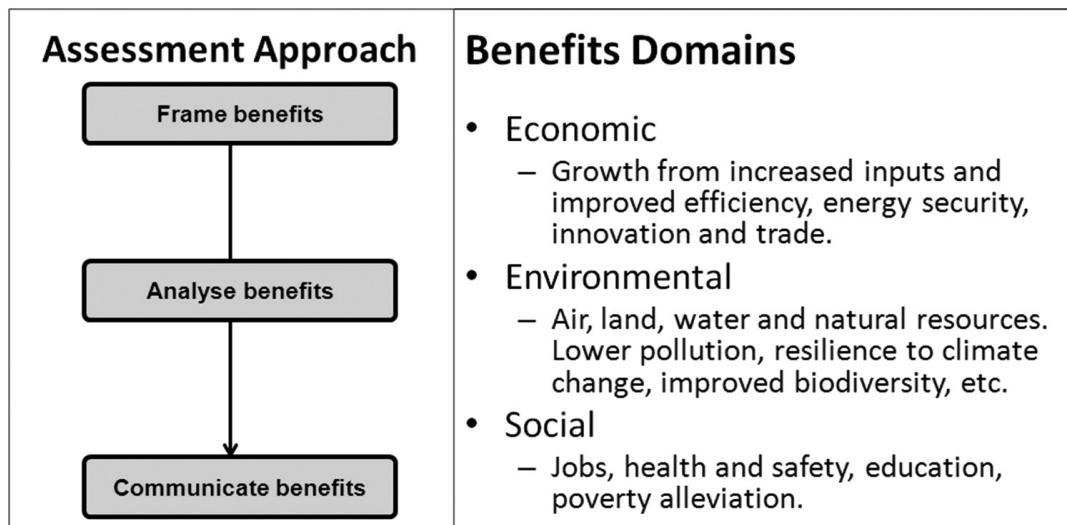 Assessment Approach
Frame benefits
Analyse benefits
Communicate benefits
Benefits Domains
• Economic
– Growth from increased inputs and
improved efficiency, energy security,
innovation and trade.
• Environmental
– Air, land, water and natural resources.
Lower pollution, resilience to climate
change, improved biodiversity, etc.
• Social
– Jobs, health and safety, education,
poverty alleviation.